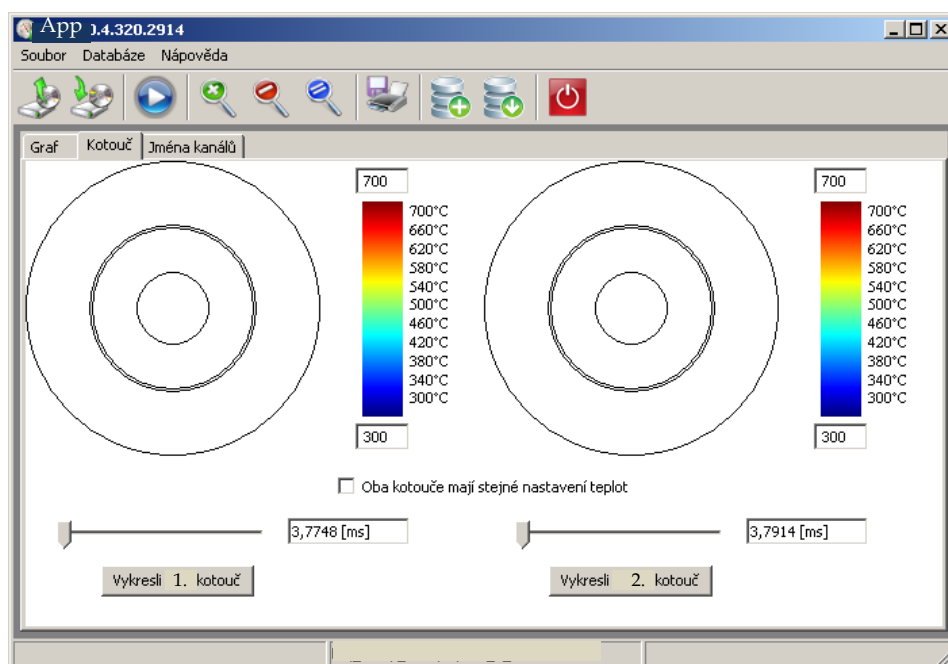 App 0.4.320.2914
Soubor Databáze Nápověda
Graf Kotouč Jména kanálů
700 700
700°C 700°C
660°C 660°C
620°C 620°C
580°C 580°C
540°C 540°C
500°C 500°C
460°C 460°C
420°C 420°C
380°C 380°C
340°C 340°C
300°C 300°C
300 300
Oba kotouče mají stejné nastavení teplot
3,7748 [ms] 3,7914 [ms]
Vykresli 1. kotouč Vykresli 2. kotouč